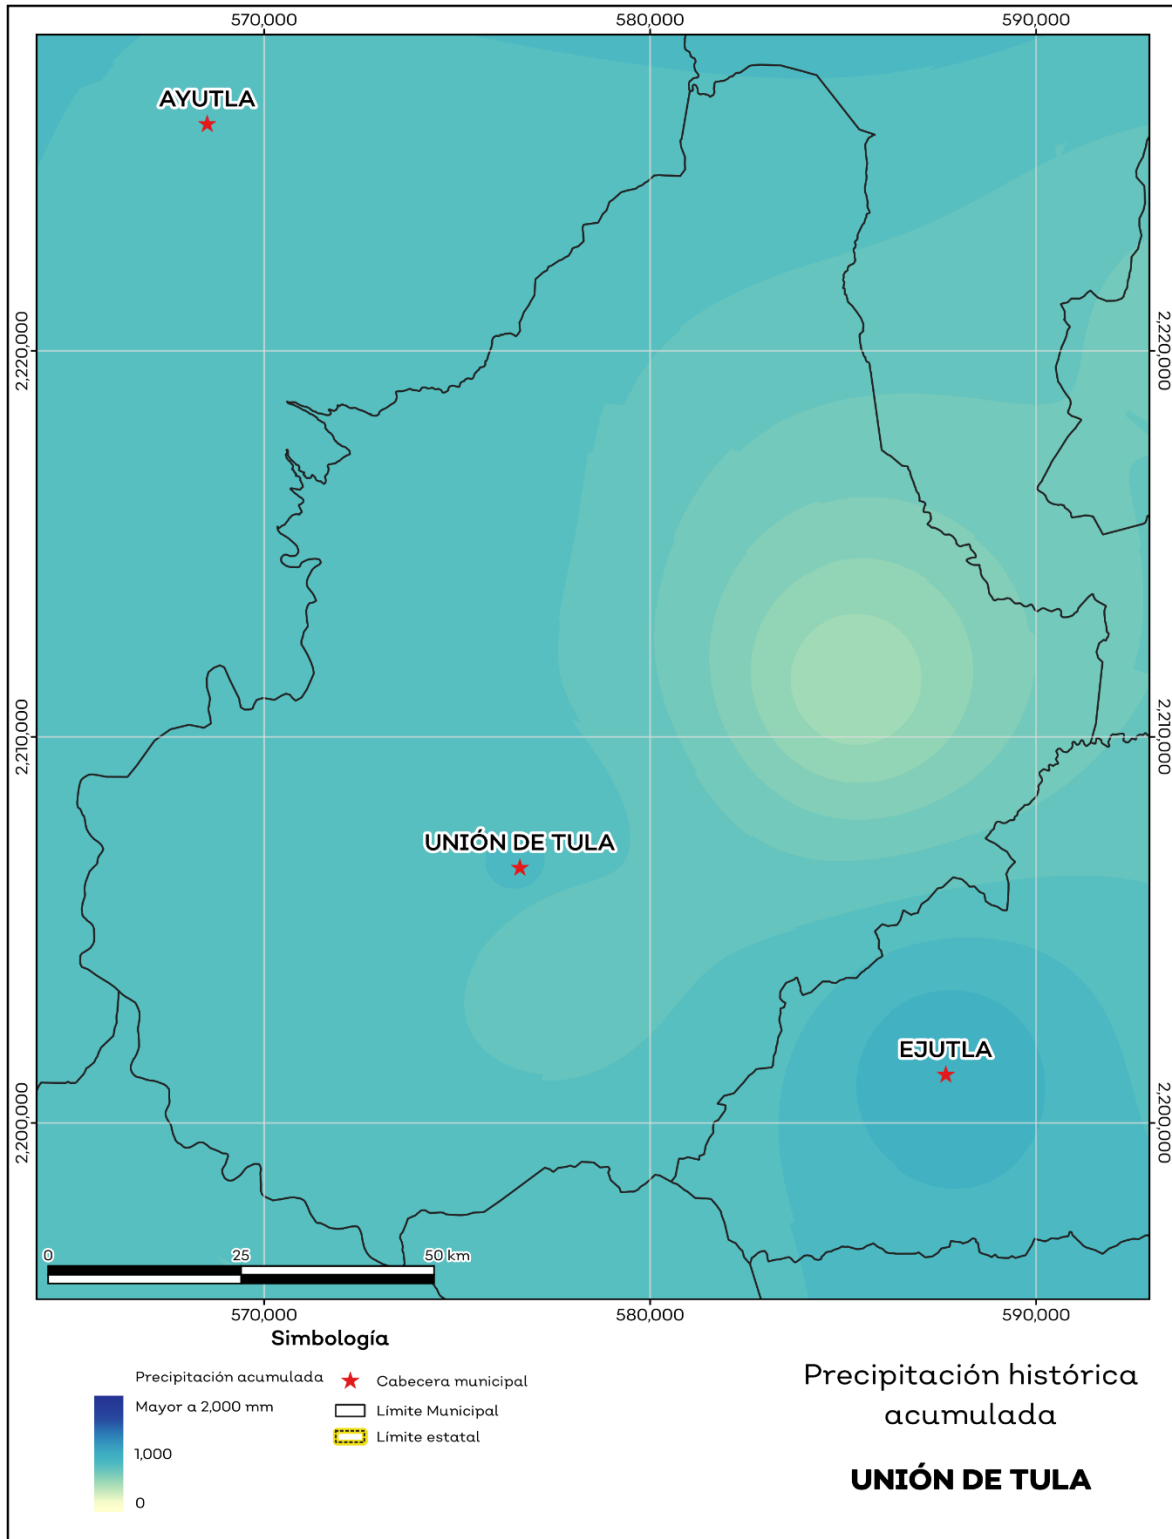 570,000
580,000
590,000
AYUTLA
2,220,000
2,220,000
2,210,000
2,210,000
UNIÓN DE TULA
EJUTLA
2,200,000
2,200,000
0
25
50 km
570,000
580,000
590,000
Simbología
Precipitación acumulada
Mayor a 2,000 mm
1,000
0
Cabecera municipal
Límite Municipal
Límite estatal
Precipitación histórica
acumulada
UNIÓN DE TULA